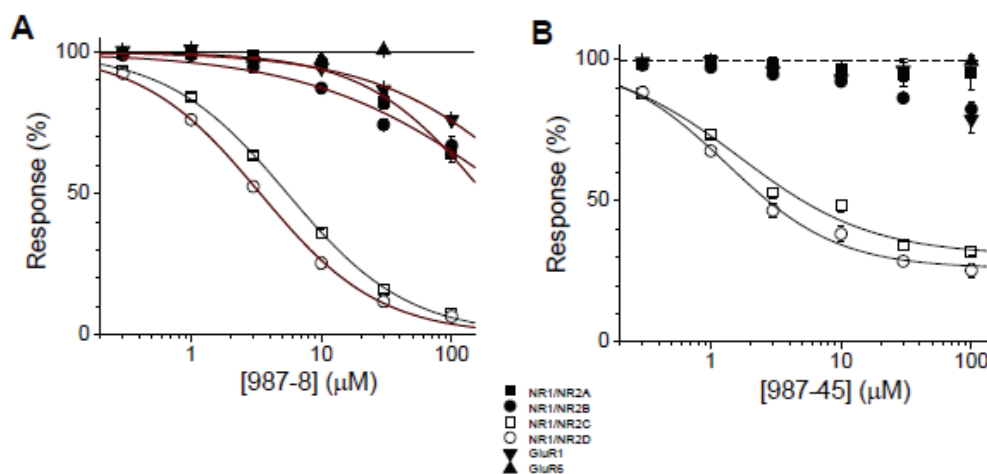 A
100
50
0
Response (%)
1
10
100
[987-8] (μM)
B
100
50
0
Response (%)
1
10
100
[987-45] (μM)
NR1/NR2A
NR1/NR2B
NR1/NR2C
NR1/NR2D
GluR1
GluR6